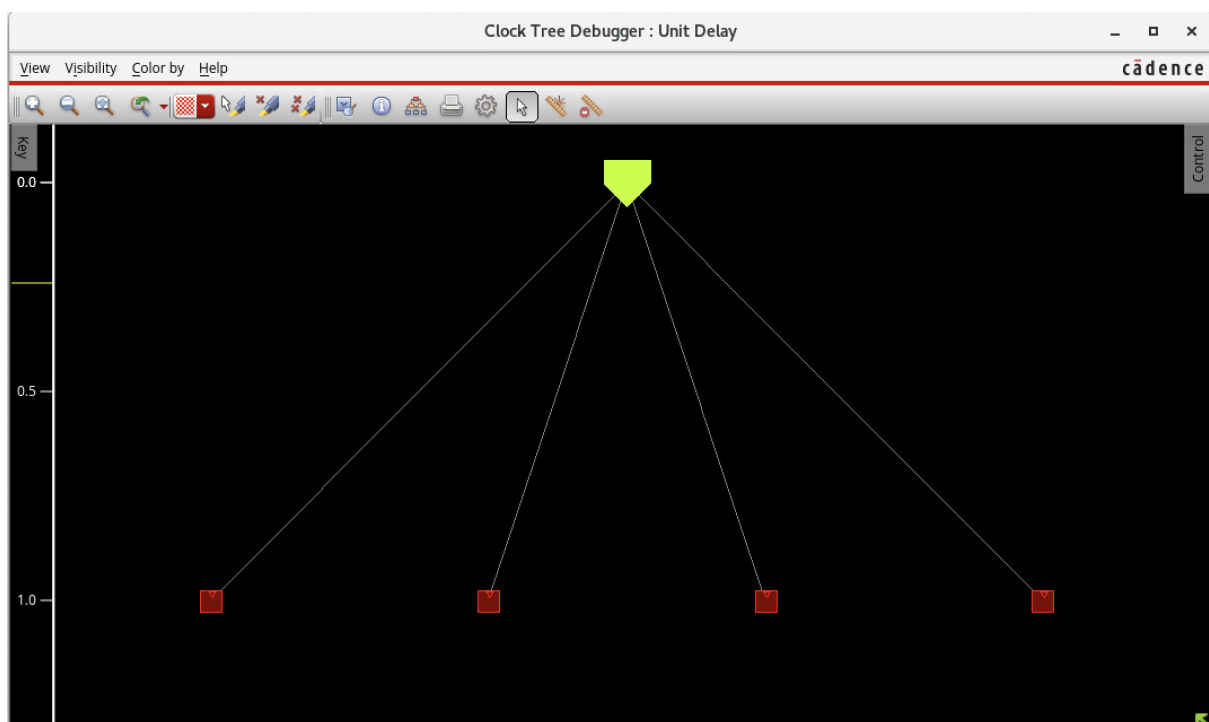 Clock Tree Debugger : Unit Delay
View Visibility Color by Help
cādence
Key
Control
0.0
0.5
1.0